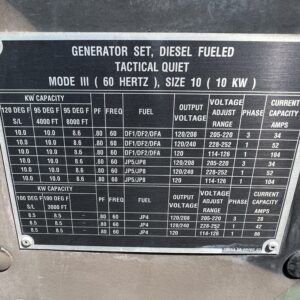 GENERATOR SET, DIESEL FUELED
TACTICAL QUIET
MODE III ( 60 HERTZ ), SIZE 10 ( 10 KW )
KW CAPACITY
120 DEG F S/L 95 DEG F 4000 FT 95 DEG F 8000 FT PF FREQ FUEL OUTPUT VOLTAGE VOLTAGE ADJUST RANGE PHASE CURRENT AMPS
10.0 10.0 8.6 .80 60 DF1/DF2/DFA 120/208 205-220 3 34
10.0 10.0 8.6 .80 60 DF1/DF2/DFA 120/240 228-252 1 52
10.0 10.0 8.6 .80 60 DF1/DF2/DFA 120 114-126 1 104
10.0 10.0 8.6 .80 60 JP5/JP8 120/208 205-220 3 34
10.0 10.0 8.6 .80 60 JP5/JP8 120/240 228-252 1 52
10.0 10.0 8.6 .80 60 JP5/JP8 120 114-126 1 104
KW CAPACITY
100 DEG F S/L 100 DEG F 3000 FT PF FREQ FUEL OUTPUT VOLTAGE VOLTAGE ADJUST RANGE PHASE CURRENT AMPS
8.5 8.5 - .80 60 JP4 120/208 205-220 3 28
8.5 8.5 - .80 60 JP4 120/240 228-252 1 42
8.5 8.5 - .80 60 JP4 120 114-126 1